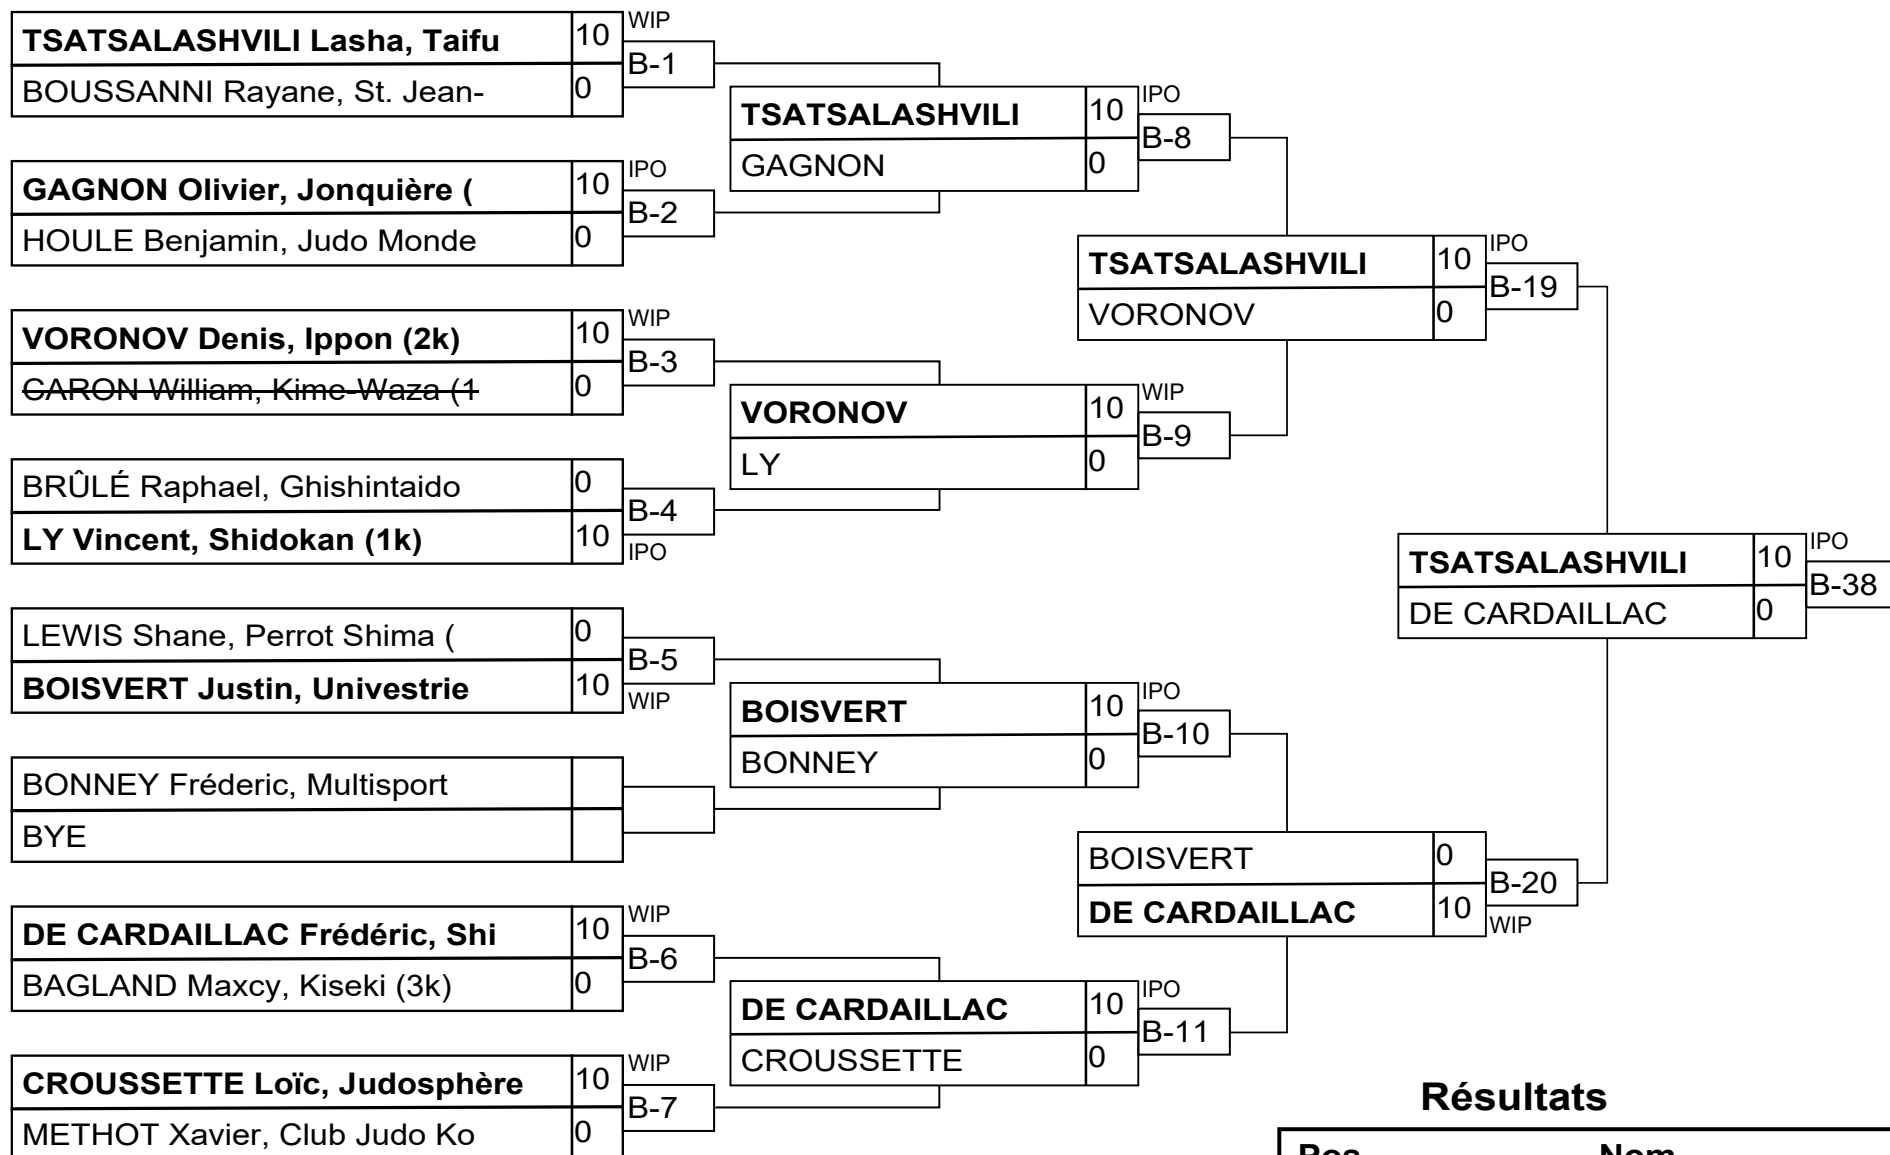 TSATSALASHVILI Lasha, Taifu 10 WIP
BOUSSANNI Rayane, St. Jean- 0
B-1
GAGNON Olivier, Jonquière ( 10 IPO
HOULE Benjamin, Judo Monde 0
B-2
VORONOV Denis, Ippon (2k) 10 WIP
CARON William, Kime-Waza (1 0
B-3
BRÛLÉ Raphael, Ghishintaido 0
LY Vincent, Shidokan (1k) 10 IPO
B-4
LEWIS Shane, Perrot Shima ( 0
BOISVERT Justin, Univestrie 10 WIP
B-5
BONNEY Fréderic, Multisport
BYE
DE CARDAILLAC Frédéric, Shi 10 WIP
BAGLAND Maxcy, Kiseki (3k) 0
B-6
CROUSSETTE Loïc, Judosphère 10 WIP
METHOT Xavier, Club Judo Ko 0
B-7
TSATSALASHVILI 10 IPO
GAGNON 0
B-8
VORONOV 10 WIP
LY 0
B-9
BOISVERT 10 IPO
BONNEY 0
B-10
DE CARDAILLAC 10 IPO
CROUSSETTE 0
B-11
TSATSALASHVILI 10 IPO
VORONOV 0
B-19
BOISVERT 0
DE CARDAILLAC 10 WIP
B-20
TSATSALASHVILI 10 IPO
DE CARDAILLAC 0
B-38
Résultats
Pos Nom